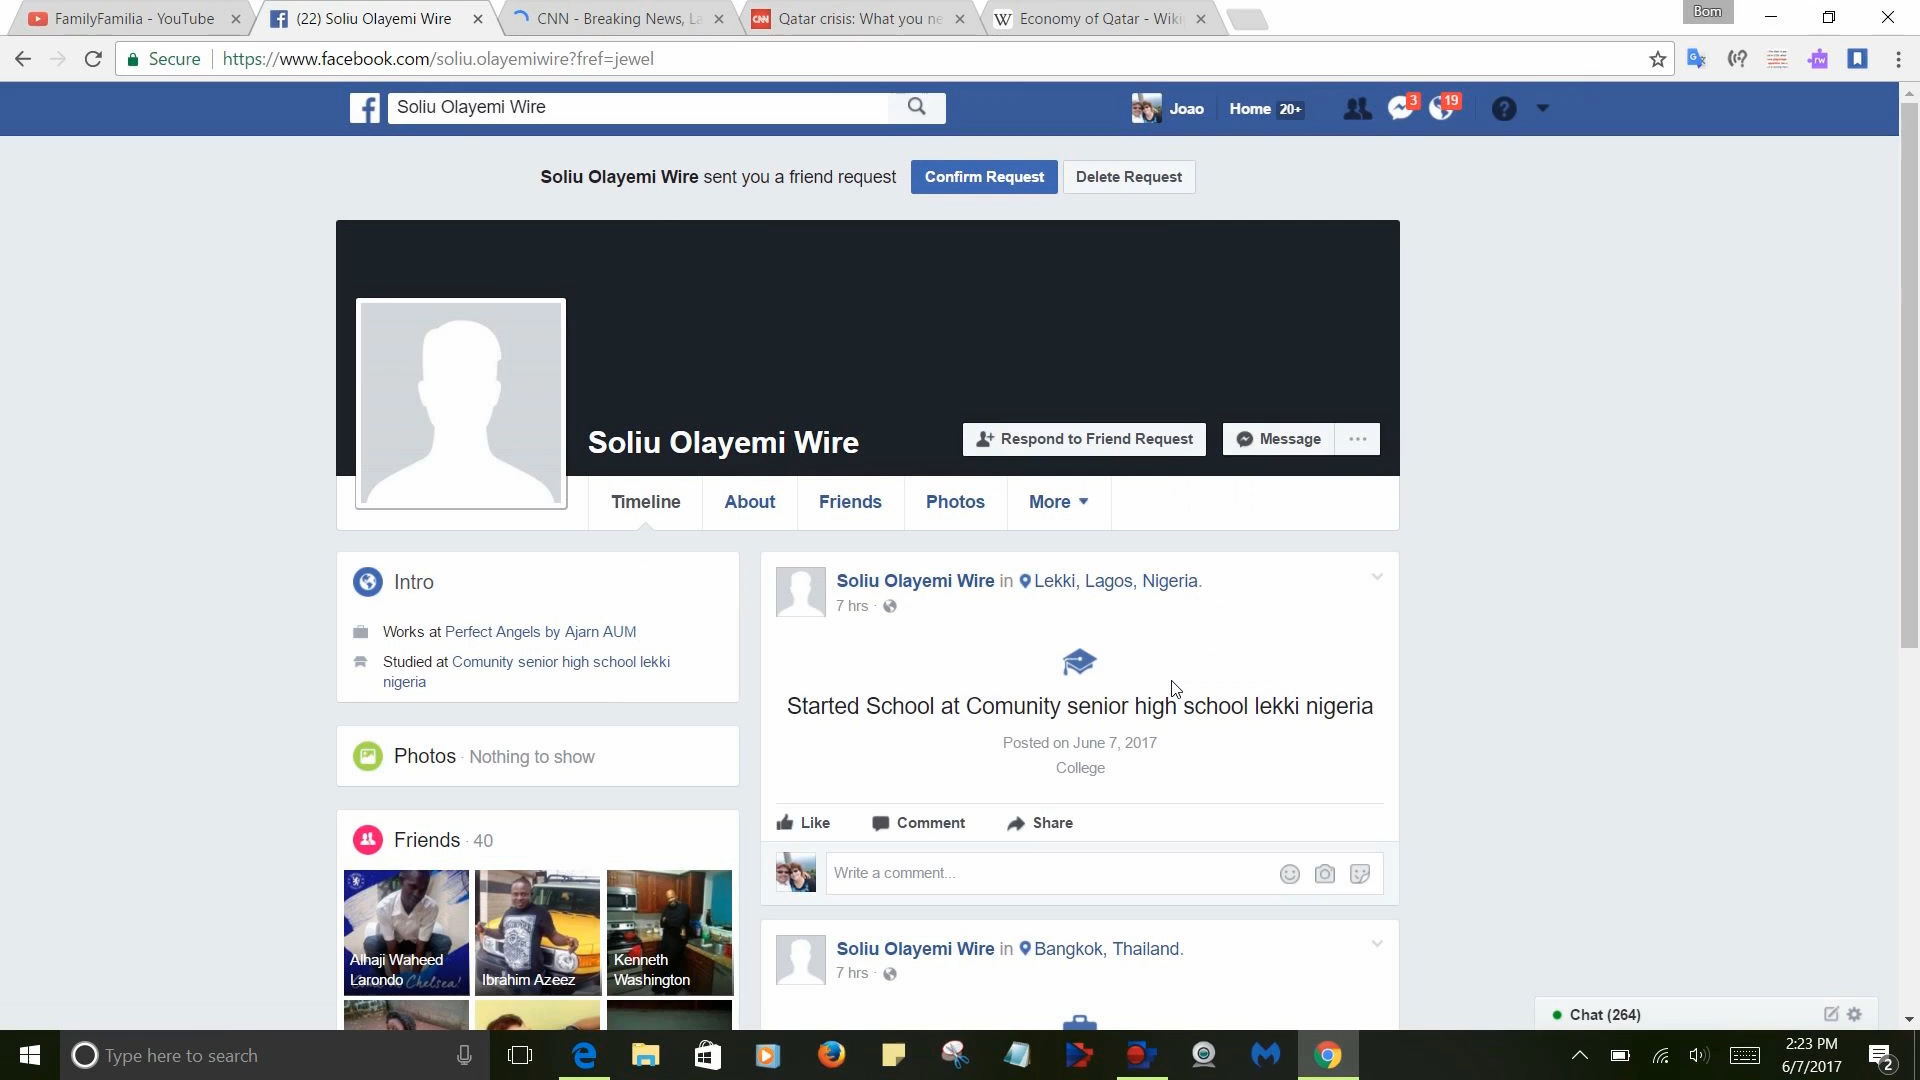 FamilyFamilia - YouTube
(22) Soliu Olayemi Wire
CNN - Breaking News, La
Qatar crisis: What you ne
Economy of Qatar - Wiki
Bom
Secure
https://www.facebook.com/soliu.olayemiwire?fref=jewel
Soliu Olayemi Wire
Joao
Home 20+
3
19
Soliu Olayemi Wire sent you a friend request
Confirm Request
Delete Request
Soliu Olayemi Wire
Respond to Friend Request
Message
Timeline
About
Friends
Photos
More
Intro
Works at Perfect Angels by Ajarn AUM
Studied at Comunity senior high school lekki
nigeria
Photos · Nothing to show
Friends · 40
Alhaji Waheed
Larondo
Chelsea!
Ibrahim Azeez
Kenneth
Washington
Soliu Olayemi Wire in Lekki, Lagos, Nigeria.
7 hrs ·
Started School at Comunity senior high school lekki nigeria
Posted on June 7, 2017
College
Like
Comment
Share
Write a comment...
Soliu Olayemi Wire in Bangkok, Thailand.
7 hrs ·
Chat (264)
Type here to search
2:23 PM
6/7/2017
2